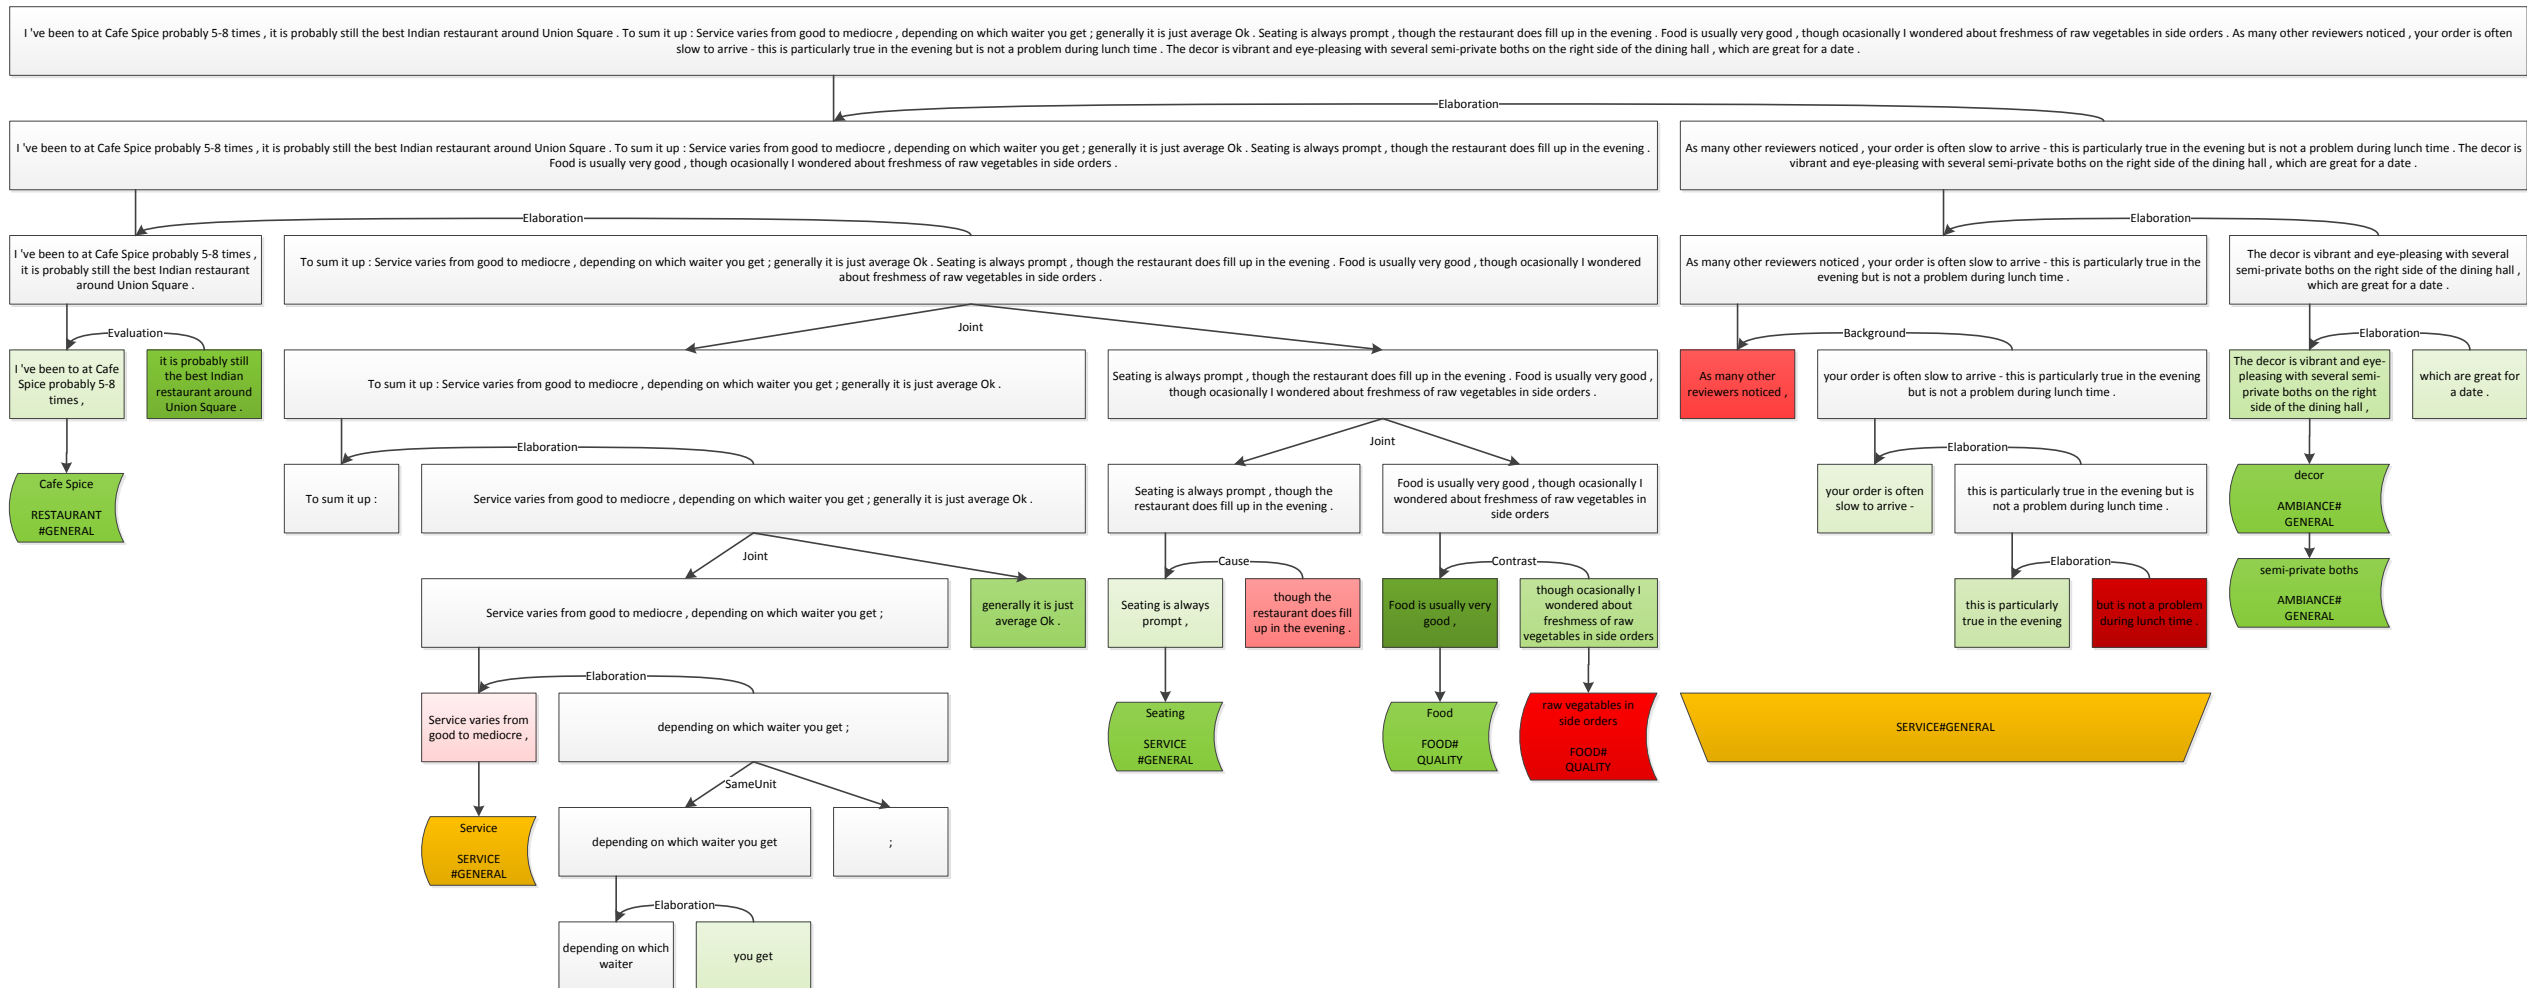 I 've been to at Cafe Spice probably 5-8 times , it is probably still the best Indian restaurant around Union Square . To sum it up : Service varies from good to mediocre , depending on which waiter you get ; generally it is just average Ok . Seating is always prompt , though the restaurant does fill up in the evening . Food is usually very good , though ocasionally I wondered about freshmess of raw vegetables in side orders . As many other reviewers noticed , your order is often
slow to arrive - this is particularly true in the evening but is not a problem during lunch time . The decor is vibrant and eye-pleasing with several semi-private boths on the right side of the dining hall , which are great for a date .
Elaboration
I 've been to at Cafe Spice probably 5-8 times , it is probably still the best Indian restaurant around Union Square . To sum it up : Service varies from good to mediocre , depending on which waiter you get ; generally it is just average Ok . Seating is always prompt , though the restaurant does fill up in the evening .
Food is usually very good , though ocasionally I wondered about freshmess of raw vegetables in side orders .
As many other reviewers noticed , your order is often slow to arrive - this is particularly true in the evening but is not a problem during lunch time . The decor is
vibrant and eye-pleasing with several semi-private boths on the right side of the dining hall , which are great for a date .
Elaboration
Elaboration
I 've been to at Cafe Spice probably 5-8 times ,
it is probably still the best Indian restaurant
around Union Square .
To sum it up : Service varies from good to mediocre , depending on which waiter you get ; generally it is just average Ok . Seating is always prompt , though the restaurant does fill up in the evening . Food is usually very good , though ocasionally I wondered
about freshmess of raw vegetables in side orders .
As many other reviewers noticed , your order is often slow to arrive - this is particularly true in the
evening but is not a problem during lunch time .
The decor is vibrant and eye-pleasing with several
semi-private boths on the right side of the dining hall ,
which are great for a date .
Evaluation
Joint
Background
Elaboration
I 've been to at Cafe
Spice probably 5-8
times ,
it is probably still
the best Indian
restaurant around
Union Square .
To sum it up : Service varies from good to mediocre , depending on which waiter you get ; generally it is just average Ok .
Seating is always prompt , though the restaurant does fill up in the evening . Food is usually very good ,
though ocasionally I wondered about freshmess of raw vegetables in side orders .
As many other
reviewers noticed ,
your order is often slow to arrive - this is particularly true in the evening
but is not a problem during lunch time .
The decor is vibrant and eye-
pleasing with several semi-
private boths on the right
side of the dining hall ,
which are great for
a date .
Elaboration
Joint
Elaboration
Cafe Spice
RESTAURANT
#GENERAL
To sum it up :
Service varies from good to mediocre , depending on which waiter you get ; generally it is just average Ok .
Seating is always prompt , though the
restaurant does fill up in the evening .
Food is usually very good , though ocasionally I
wondered about freshmess of raw vegetables in
side orders
your order is often
slow to arrive -
this is particularly true in the evening but is
not a problem during lunch time .
decor
AMBIANCE#
GENERAL
Joint
Cause
Contrast
Elaboration
Service varies from good to mediocre , depending on which waiter you get ;
generally it is just
average Ok .
Seating is always
prompt ,
though the
restaurant does fill
up in the evening .
Food is usually very
good ,
though ocasionally I
wondered about
freshmess of raw
vegetables in side orders
this is particularly
true in the evening
but is not a problem
during lunch time .
semi-private boths
AMBIANCE#
GENERAL
Elaboration
Service varies from
good to mediocre ,
depending on which waiter you get ;
Seating
SERVICE
#GENERAL
Food
FOOD#
QUALITY
raw vegatables in
side orders
FOOD#
QUALITY
SERVICE#GENERAL
SameUnit
Service
SERVICE
#GENERAL
depending on which waiter you get
;
Elaboration
depending on which
waiter
you get